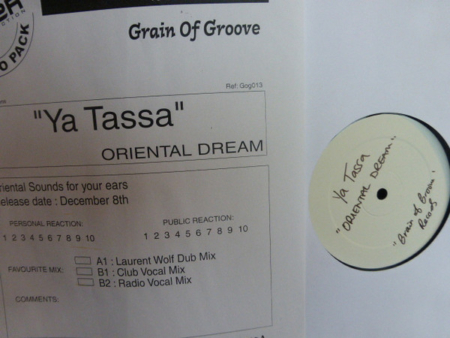 O PACK
Grain Of Groove
Ref: Gog013
"Ya Tassa"
ORIENTAL DREAM
riental Sounds for your ears
elease date : December 8th
PERSONAL REACTION:
PUBLIC REACTION:
1 2 3 4 5 6 7 8 9 10
1 2 3 4 5 6 7 8 9 10
FAVOURITE MIX:
A1 : Laurent Wolf Dub Mix
B1 : Club Vocal Mix
B2 : Radio Vocal Mix
COMMENTS:
Ya Tassa
"ORIENTAL DREAM"
"Grain of Groove
Records"